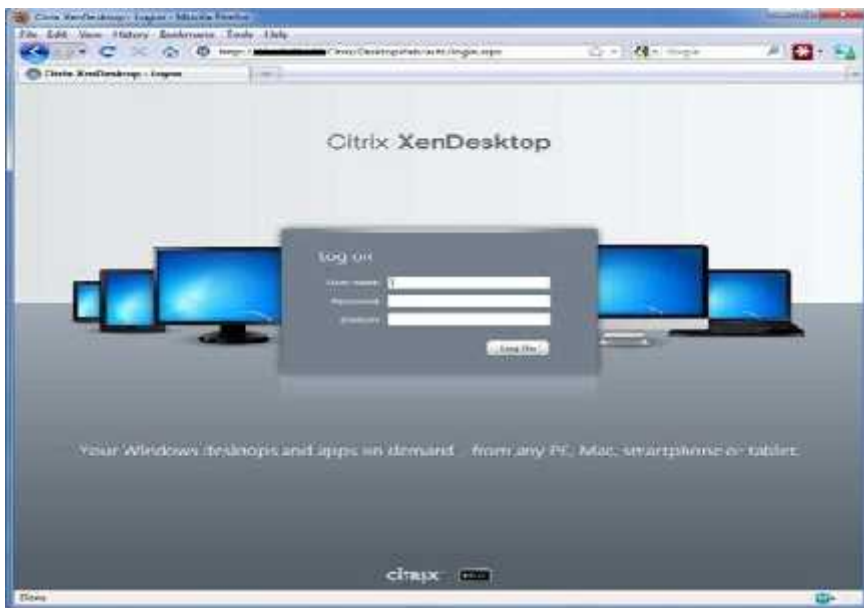 Citrix XenDesktop - Logon - Mozilla Firefox
File Edit View History Bookmarks Tools Help
Citrix XenDesktop - Logon
Citrix XenDesktop
Log on
User name:
Password:
Domain:
Log On
Your Windows desktops and apps on demand - from any PC, Mac, smartphone or tablet.
citrix
Done